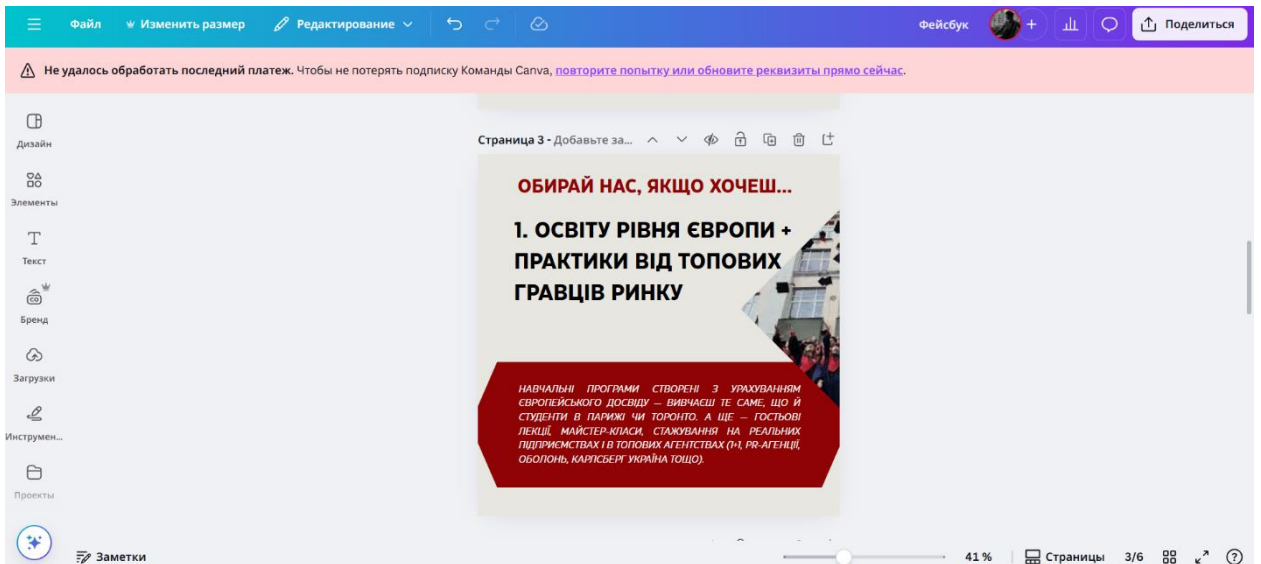 Файл
Изменить размер
Редактирование
Фейсбук
Поделиться
Не удалось обработать последний платеж. Чтобы не потерять подписку Команды Canva, повторите попытку или обновите реквизиты прямо сейчас.
Дизайн
Элементы
Текст
Бренд
Загрузки
Инструмен...
Проекты
Страница 3 - Добавьте за...
ОБИРАЙ НАС, ЯКЩО ХОЧЕШ...
1. ОСВІТУ РІВНЯ ЄВРОПИ +
ПРАКТИКИ ВІД ТОПОВИХ
ГРАВЦІВ РИНКУ
НАВЧАЛЬНІ ПРОГРАМИ СТВОРЕНІ З УРАХУВАННЯМ
ЄВРОПЕЙСЬКОГО ДОСВІДУ — ВИВЧАЄШ ТЕ САМЕ, ЩО Й
СТУДЕНТИ В ПАРИЖІ ЧИ ТОРОНТО. А ЩЕ — ГОСТЬОВІ
ЛЕКЦІЇ, МАЙСТЕР-КЛАСИ, СТАЖУВАННЯ НА РЕАЛЬНИХ
ПІДПРИЄМСТВАХ І В ТОПОВИХ АГЕНТСТВАХ (1+1, PR-АГЕНЦІЇ,
ОБОЛОНЬ, КАРЛСБЕРГ УКРАЇНА ТОЩО).
Заметки
41 %
Страницы
3/6